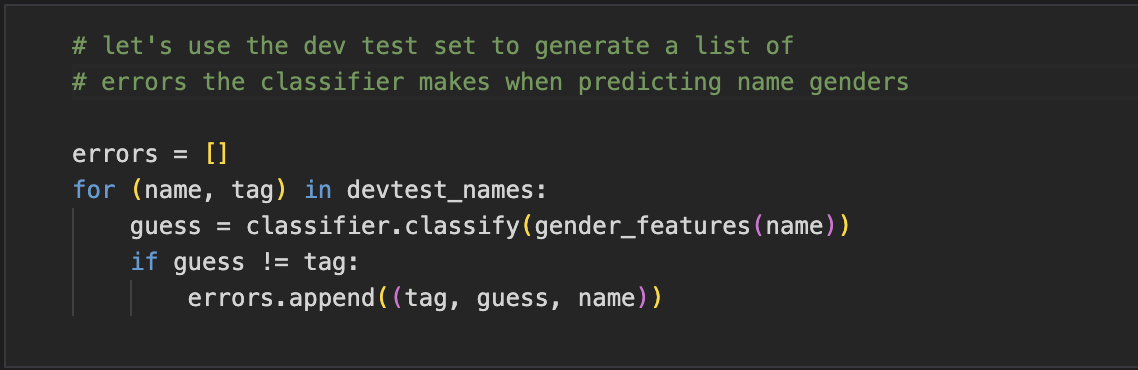 # let's use the dev test set to generate a list of
# errors the classifier makes when predicting name genders
errors = []
for (name, tag) in devtest_names:
    guess = classifier.classify(gender_features(name))
    if guess != tag:
        errors.append((tag, guess, name))